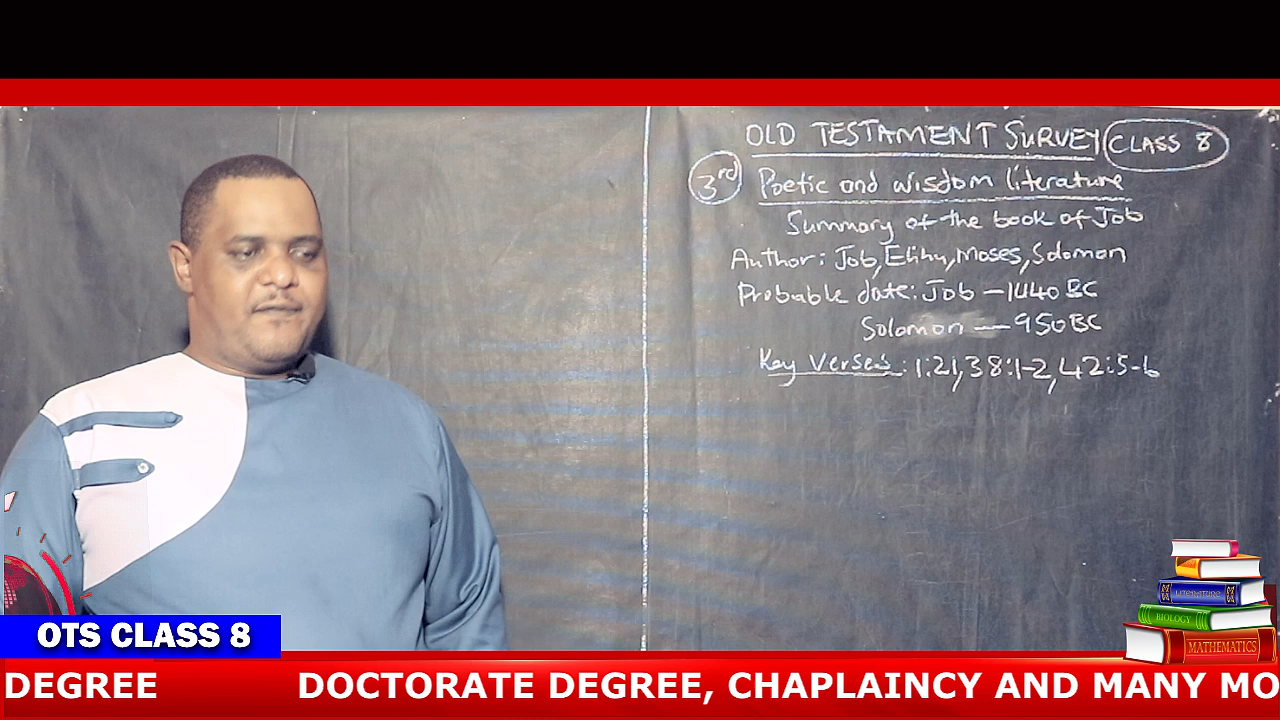 OLD TESTAMENT SURVEY CLASS 8
3rd Poetic and wisdom literature
Summary of the book of Job
Author: Job, Elihu, Moses, Solomon
Probable date: Job — 1440 BC
Solomon — 950 BC
Key Verses: 1:21, 38:1-2, 42:5-6
LITERATURE
BIOLOGY
MATHEMATICS
OTS CLASS 8
DEGREE DOCTORATE DEGREE, CHAPLAINCY AND MANY MO